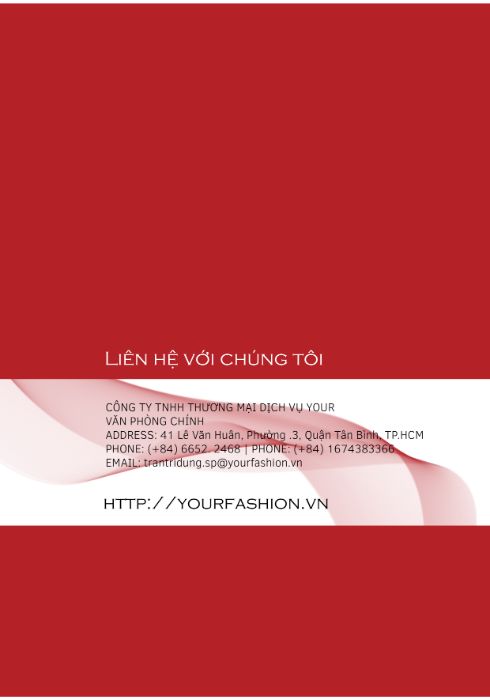 LIÊN HỆ VỚI CHÚNG TÔI
CÔNG TY TNHH THƯƠNG MẠI DỊCH VỤ YOUR
VĂN PHÒNG CHÍNH
ADDRESS: 41 Lê Văn Huân, Phường .3, Quận Tân Bình, TP.HCM
PHONE: (+84) 6652. 2468 | PHONE: (+84) 1674383366
EMAIL: trantridung.sp@yourfashion.vn
HTTP://YOURFASHION.VN